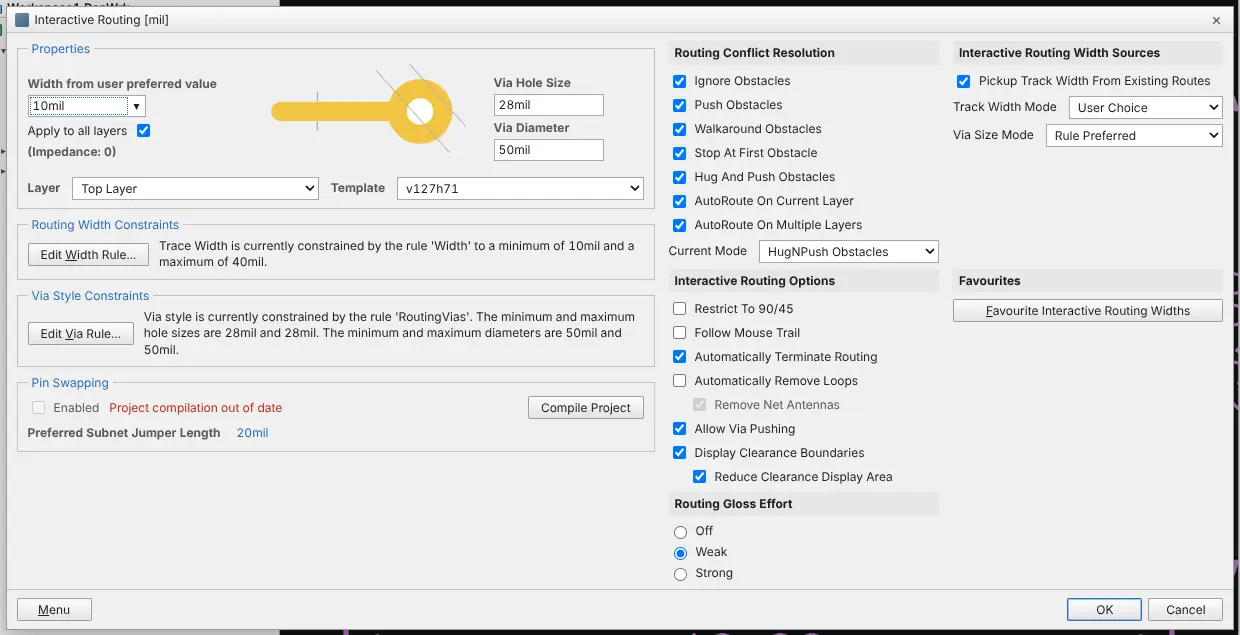 Interactive Routing [mil]
Properties
Width from user preferred value
10mil
Apply to all layers
(Impedance: 0)
Via Hole Size
28mil
Via Diameter
50mil
Layer
Top Layer
Template
v127h71
Routing Width Constraints
Edit Width Rule...
Trace Width is currently constrained by the rule 'Width' to a minimum of 10mil and a
maximum of 40mil.
Via Style Constraints
Edit Via Rule...
Via style is currently constrained by the rule 'RoutingVias'. The minimum and maximum
hole sizes are 28mil and 28mil. The minimum and maximum diameters are 50mil and
50mil.
Pin Swapping
Enabled
Project compilation out of date
Compile Project
Preferred Subnet Jumper Length
20mil
Routing Conflict Resolution
Ignore Obstacles
Push Obstacles
Walkaround Obstacles
Stop At First Obstacle
Hug And Push Obstacles
AutoRoute On Current Layer
AutoRoute On Multiple Layers
Current Mode
HugNPush Obstacles
Interactive Routing Options
Restrict To 90/45
Follow Mouse Trail
Automatically Terminate Routing
Automatically Remove Loops
Remove Net Antennas
Allow Via Pushing
Display Clearance Boundaries
Reduce Clearance Display Area
Routing Gloss Effort
Off
Weak
Strong
Interactive Routing Width Sources
Pickup Track Width From Existing Routes
Track Width Mode
User Choice
Via Size Mode
Rule Preferred
Favourites
Favourite Interactive Routing Widths
Menu
OK
Cancel